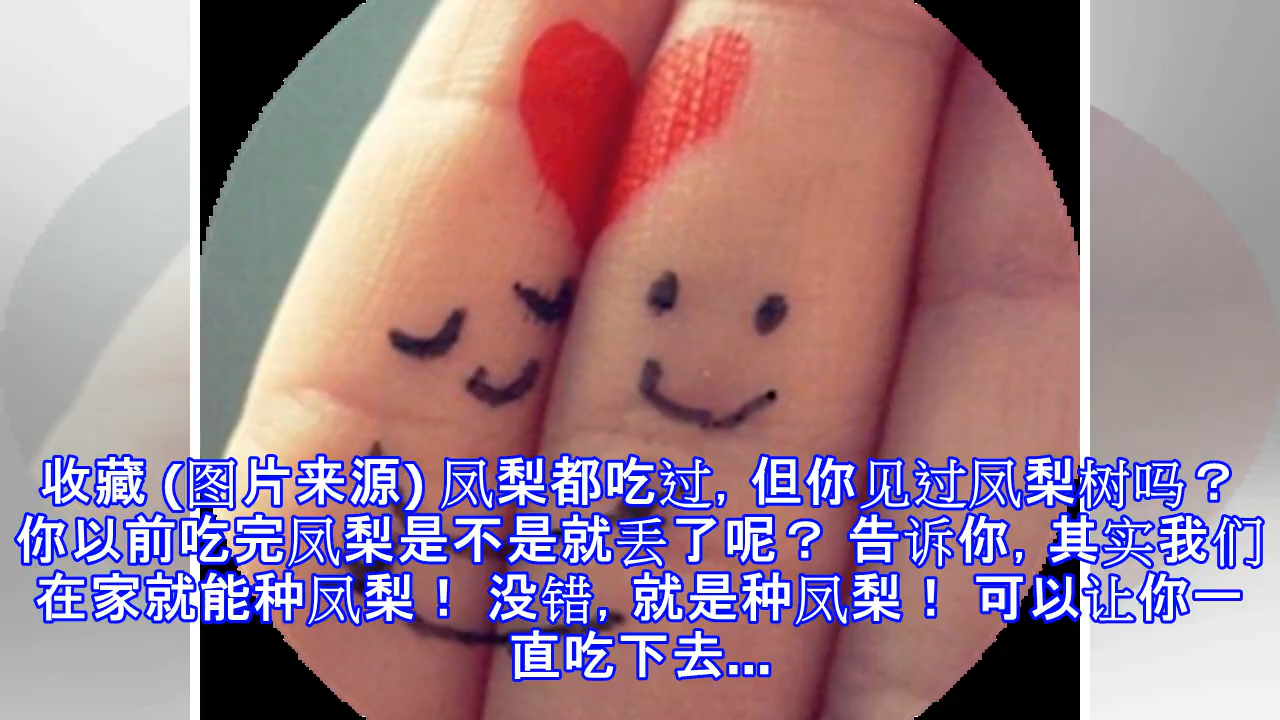 收藏 (图片来源) 凤梨都吃过, 但你见过凤梨树吗？
你以前吃完凤梨是不是就丢了呢？ 告诉你, 其实我们
在家就能种凤梨！ 没错, 就是种凤梨！ 可以让你一
直吃下去...